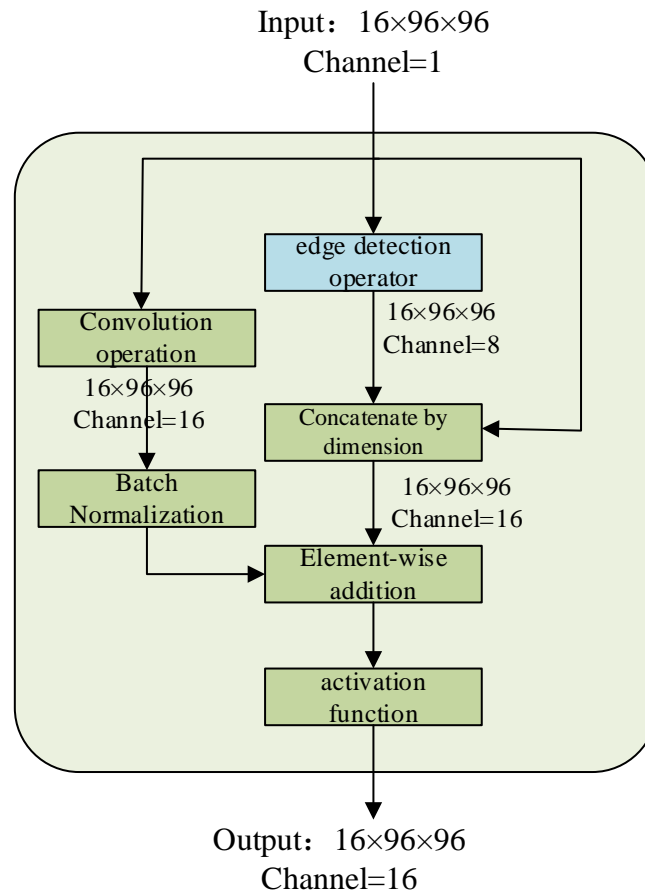 Input：16×96×96
Channel=1
edge detection
operator
16×96×96
Channel=8
Convolution
operation
16×96×96
Channel=16
Concatenate by
dimension
Batch
Normalization
16×96×96
Channel=16
Element-wise
addition
activation
function
Output：16×96×96
Channel=16